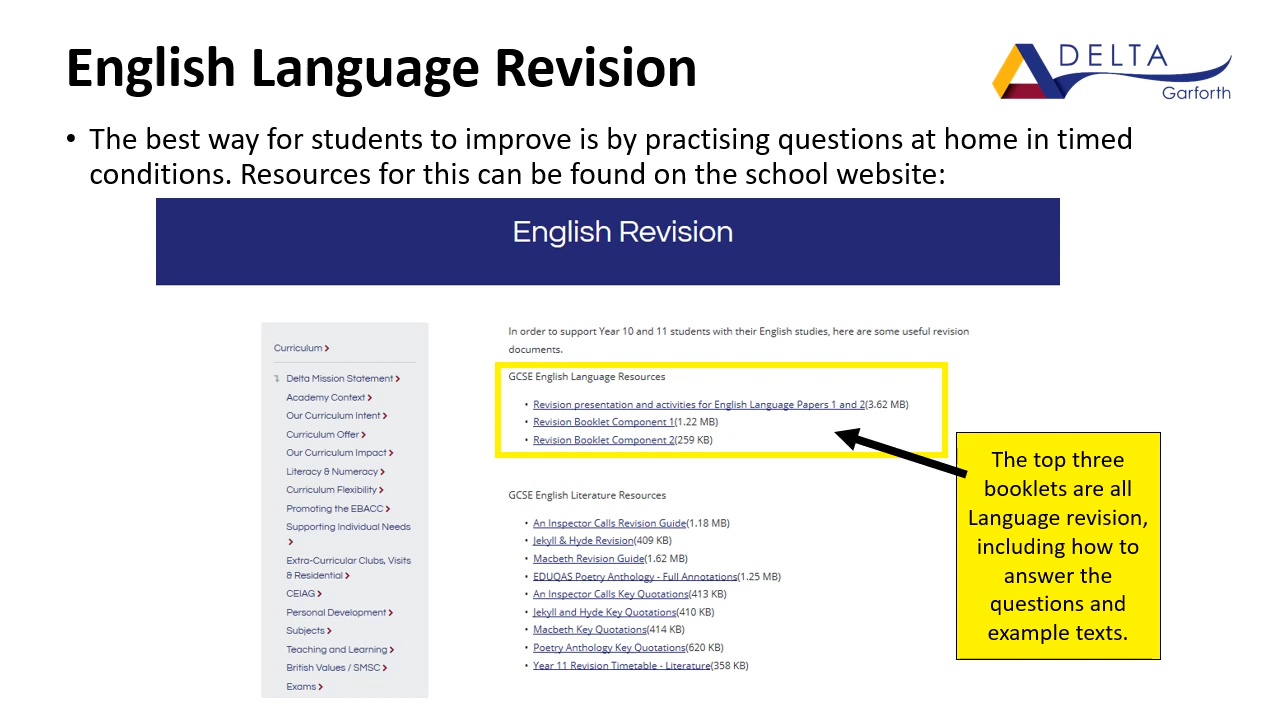 English Language Revision
DELTA
Garforth
• The best way for students to improve is by practising questions at home in timed
conditions. Resources for this can be found on the school website:
English Revision
Curriculum
Delta Mission Statement
Academy Context
Our Curriculum Intent
Curriculum Offer
Our Curriculum Impact
Literacy & Numeracy
Curriculum Flexibility
Promoting the EBACC
Supporting Individual Needs
Extra-Curricular Clubs, Visits
& Residential
CEIAG
Personal Development
Subjects
Teaching and Learning
British Values / SMSC
Exams
In order to support Year 10 and 11 students with their English studies, here are some useful revision
documents.
GCSE English Language Resources
• Revision presentation and activities for English Language Papers 1 and 2(3.62 MB)
• Revision Booklet Component 1(1.22 MB)
• Revision Booklet Component 2(259 KB)
GCSE English Literature Resources
• An Inspector Calls Revision Guide(1.18 MB)
• Jekyll & Hyde Revision(409 KB)
• Macbeth Revision Guide(1.62 MB)
• EDUQAS Poetry Anthology - Full Annotations(1.25 MB)
• An Inspector Calls Key Quotations(413 KB)
• Jekyll and Hyde Key Quotations(410 KB)
• Macbeth Key Quotations(414 KB)
• Poetry Anthology Key Quotations(620 KB)
• Year 11 Revision Timetable - Literature(358 KB)
The top three
booklets are all
Language revision,
including how to
answer the
questions and
example texts.